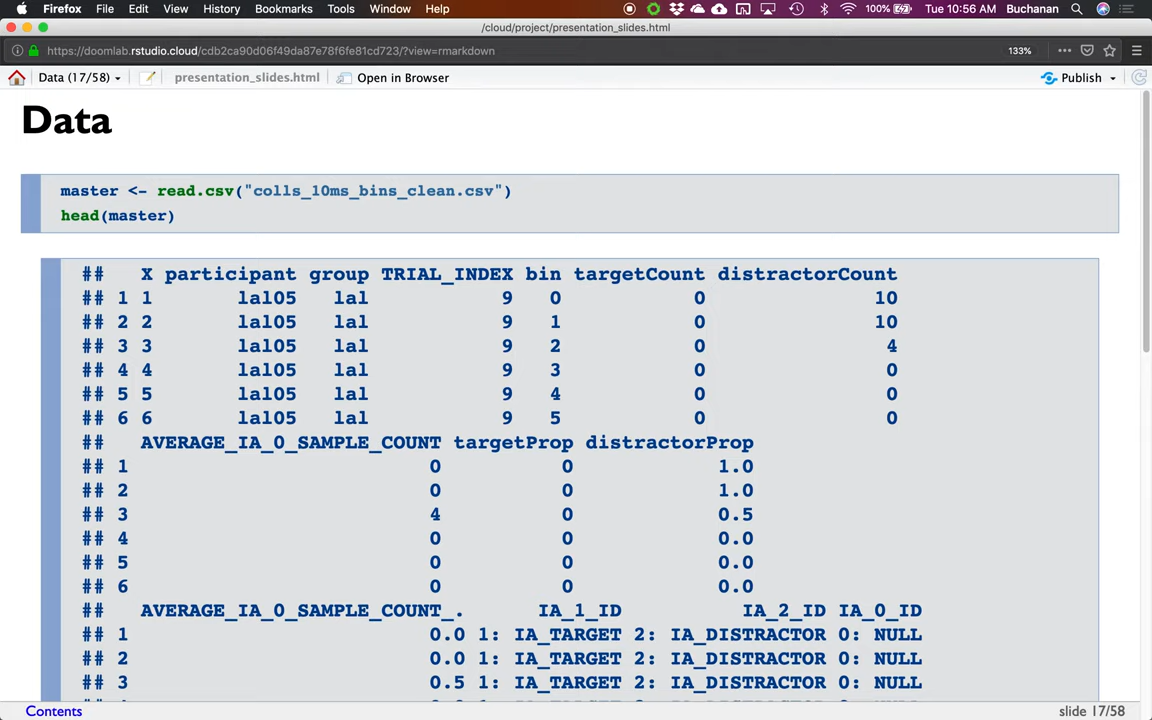 Firefox File Edit View History Bookmarks Tools Window Help 100% Tue 10:56 AM Buchanan
/cloud/project/presentation_slides.html
https://doomlab.rstudio.cloud/cdb2ca90d06f49da87e78f6fe81cd723/?view=rmarkdown 133%
Data (17/58) presentation_slides.html Open in Browser Publish
Data
master <- read.csv("colls_10ms_bins_clean.csv")
head(master)
## X participant group TRIAL_INDEX bin targetCount distractorCount
## 1 1 lal05 lal 9 0 0 10
## 2 2 lal05 lal 9 1 0 10
## 3 3 lal05 lal 9 2 0 4
## 4 4 lal05 lal 9 3 0 0
## 5 5 lal05 lal 9 4 0 0
## 6 6 lal05 lal 9 5 0 0
## AVERAGE_IA_0_SAMPLE_COUNT targetProp distractorProp
## 1 0 0 1.0
## 2 0 0 1.0
## 3 4 0 0.5
## 4 0 0 0.0
## 5 0 0 0.0
## 6 0 0 0.0
## AVERAGE_IA_0_SAMPLE_COUNT_. IA_1_ID IA_2_ID IA_0_ID
## 1 0.0 1: IA_TARGET 2: IA_DISTRACTOR 0: NULL
## 2 0.0 1: IA_TARGET 2: IA_DISTRACTOR 0: NULL
## 3 0.5 1: IA_TARGET 2: IA_DISTRACTOR 0: NULL
Contents slide 17/58